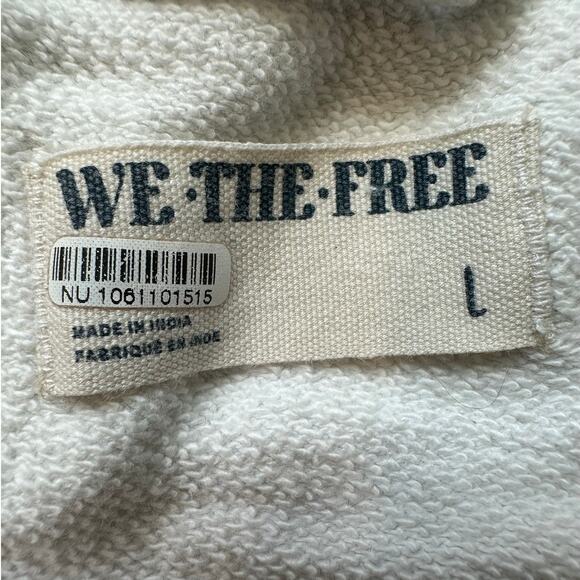 WE·THE·FREE
NU 1061101515
L
MADE IN INDIA
FABRIQUÉ EN INDE